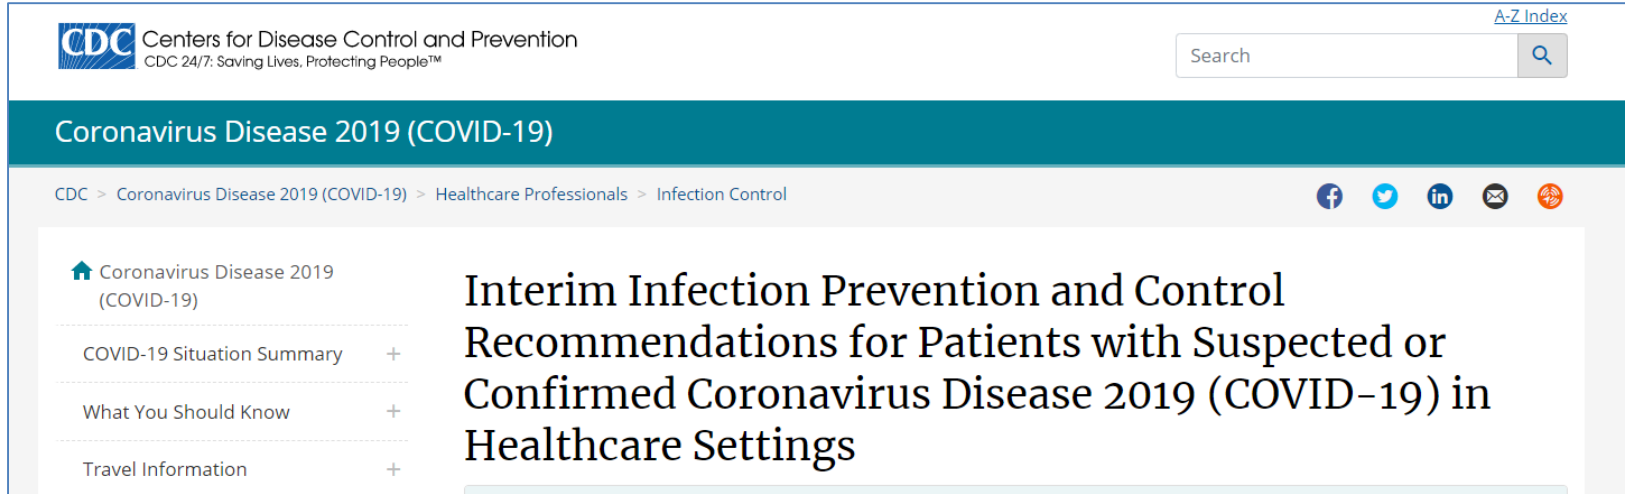 A-Z Index
CDC Centers for Disease Control and Prevention
CDC 24/7: Saving Lives, Protecting People™
Search
Coronavirus Disease 2019 (COVID-19)
CDC > Coronavirus Disease 2019 (COVID-19) > Healthcare Professionals > Infection Control
Coronavirus Disease 2019
(COVID-19)
COVID-19 Situation Summary +
What You Should Know +
Travel Information +
Interim Infection Prevention and Control
Recommendations for Patients with Suspected or
Confirmed Coronavirus Disease 2019 (COVID-19) in
Healthcare Settings